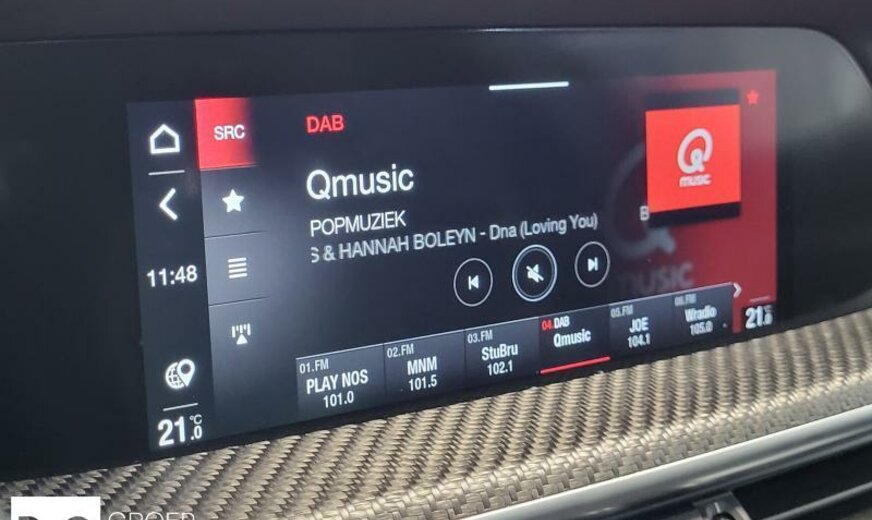 SRC
DAB
Qmusic
POPMUZIEK
S & HANNAH BOLEYN - Dna (Loving You)
B
11:48
21.0 °C
01.FM
PLAY NOS
101.0
02.FM
MNM
101.5
03.FM
StuBru
102.1
04.DAB
Qmusic
05.FM
JOE
104.1
06.FM
Wradio
105.0
21.0
Q
music
MUSIC
GROEP